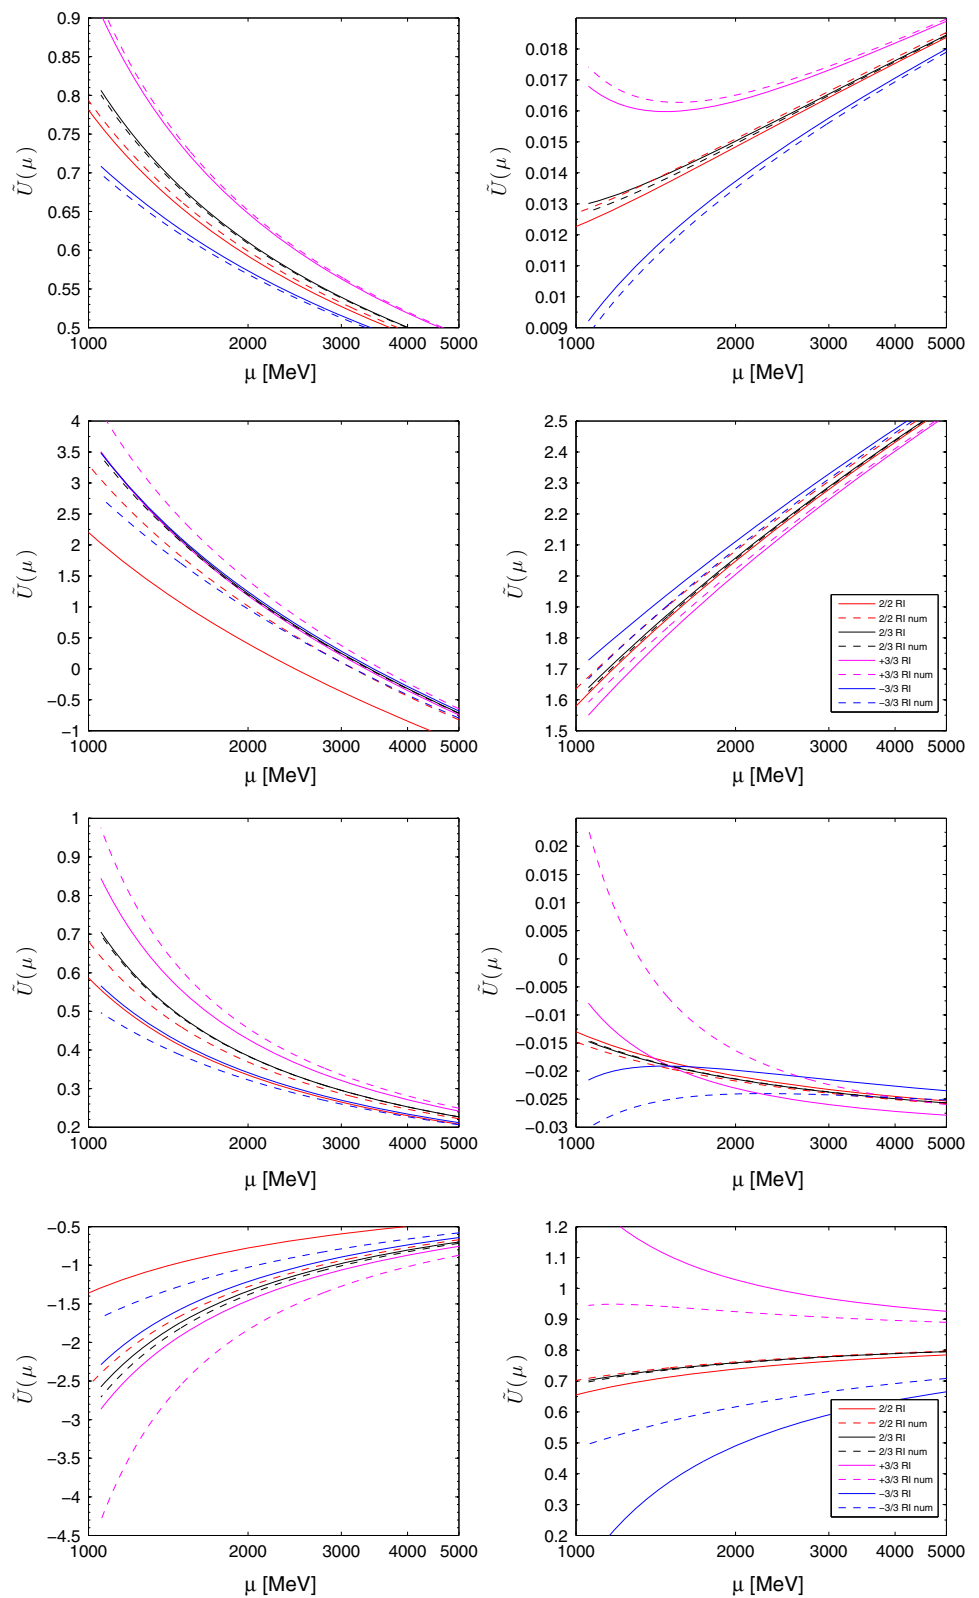 0.9
0.85
0.8
0.75
0.7
0.65
0.6
0.55
0.5
Ũ(μ)
1000 2000 3000 4000 5000
μ [MeV]
0.018
0.017
0.016
0.015
0.014
0.013
0.012
0.011
0.01
0.009
Ũ(μ)
1000 2000 3000 4000 5000
μ [MeV]
4
3.5
3
2.5
2
1.5
1
0.5
0
−0.5
−1
Ũ(μ)
1000 2000 3000 4000 5000
μ [MeV]
2.5
2.4
2.3
2.2
2.1
2
1.9
1.8
1.7
1.6
1.5
Ũ(μ)
2/2 RI
2/2 RI num
2/3 RI
2/3 RI num
+3/3 RI
+3/3 RI num
−3/3 RI
−3/3 RI num
1000 2000 3000 4000 5000
μ [MeV]
1
0.9
0.8
0.7
0.6
0.5
0.4
0.3
0.2
Ũ(μ)
1000 2000 3000 4000 5000
μ [MeV]
0.02
0.015
0.01
0.005
0
−0.005
−0.01
−0.015
−0.02
−0.025
−0.03
Ũ(μ)
1000 2000 3000 4000 5000
μ [MeV]
−0.5
−1
−1.5
−2
−2.5
−3
−3.5
−4
−4.5
Ũ(μ)
1000 2000 3000 4000 5000
μ [MeV]
1.2
1.1
1
0.9
0.8
0.7
0.6
0.5
0.4
0.3
0.2
Ũ(μ)
2/2 RI
2/2 RI num
2/3 RI
2/3 RI num
+3/3 RI
+3/3 RI num
−3/3 RI
−3/3 RI num
1000 2000 3000 4000 5000
μ [MeV]